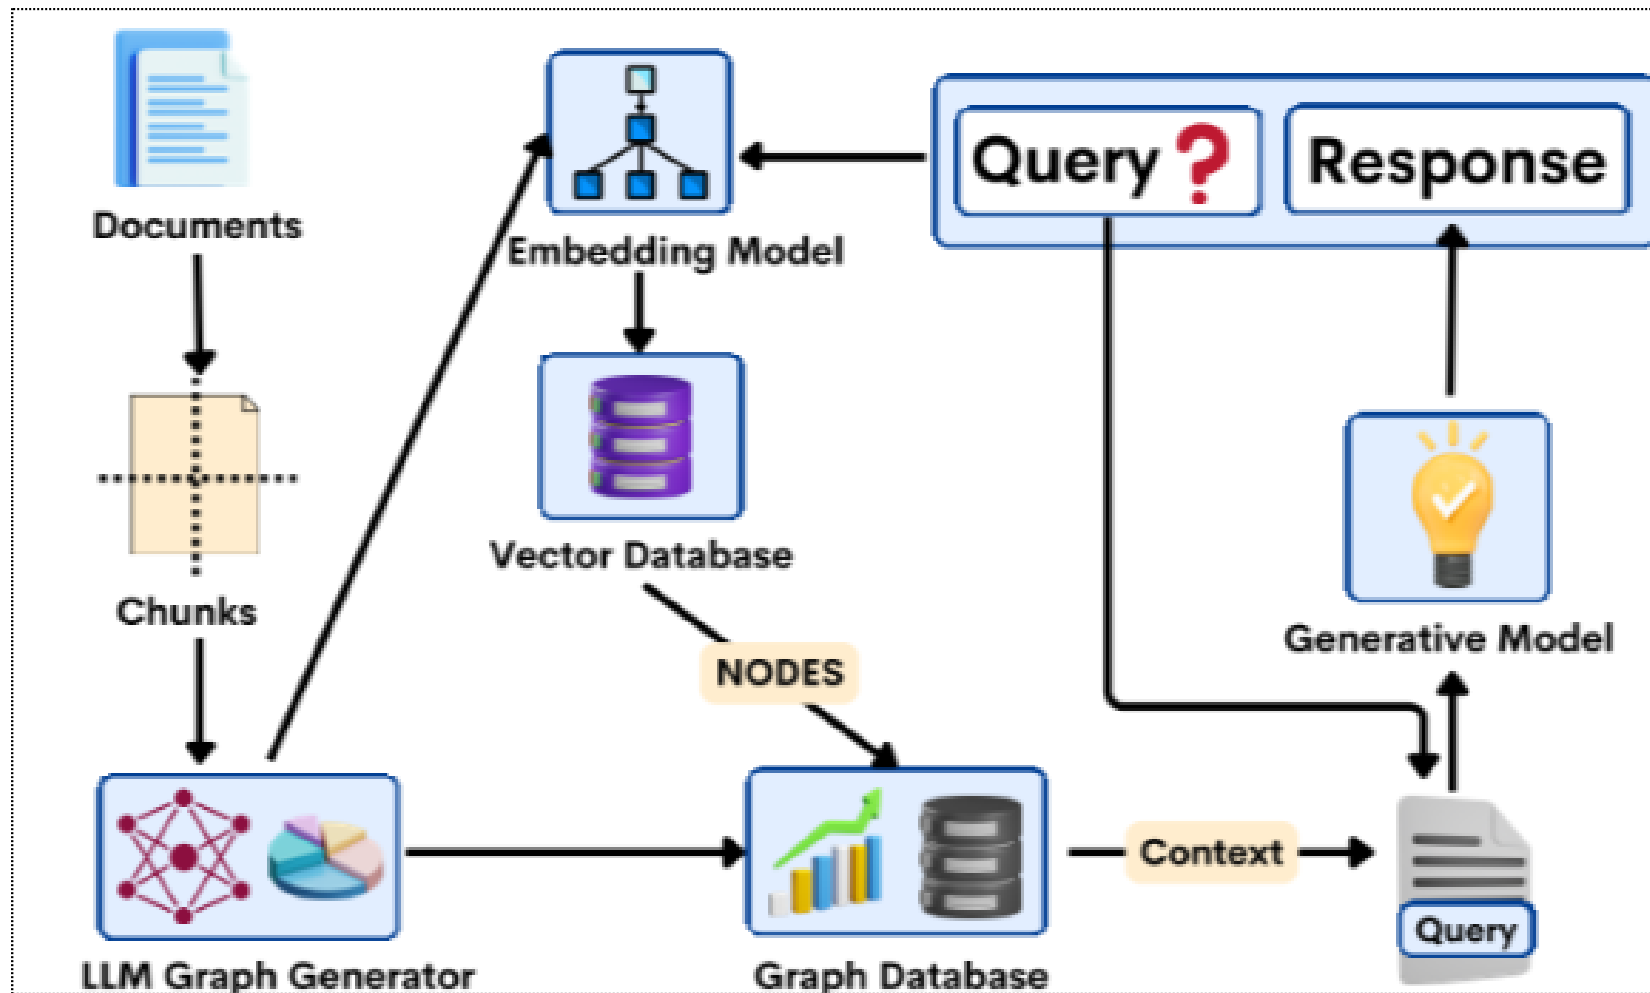 Documents
Embedding Model
Query ?
Response
Vector Database
Chunks
NODES
Generative Model
LLM Graph Generator
Graph Database
Context
Query